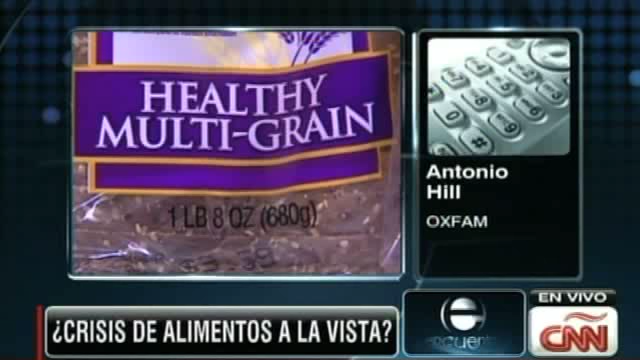 HEALTHY
MULTI-GRAIN
1 LB 8 OZ (680g)
Antonio
Hill
OXFAM
¿CRISIS DE ALIMENTOS A LA VISTA?
e
encuentro
EN VIVO
CNN